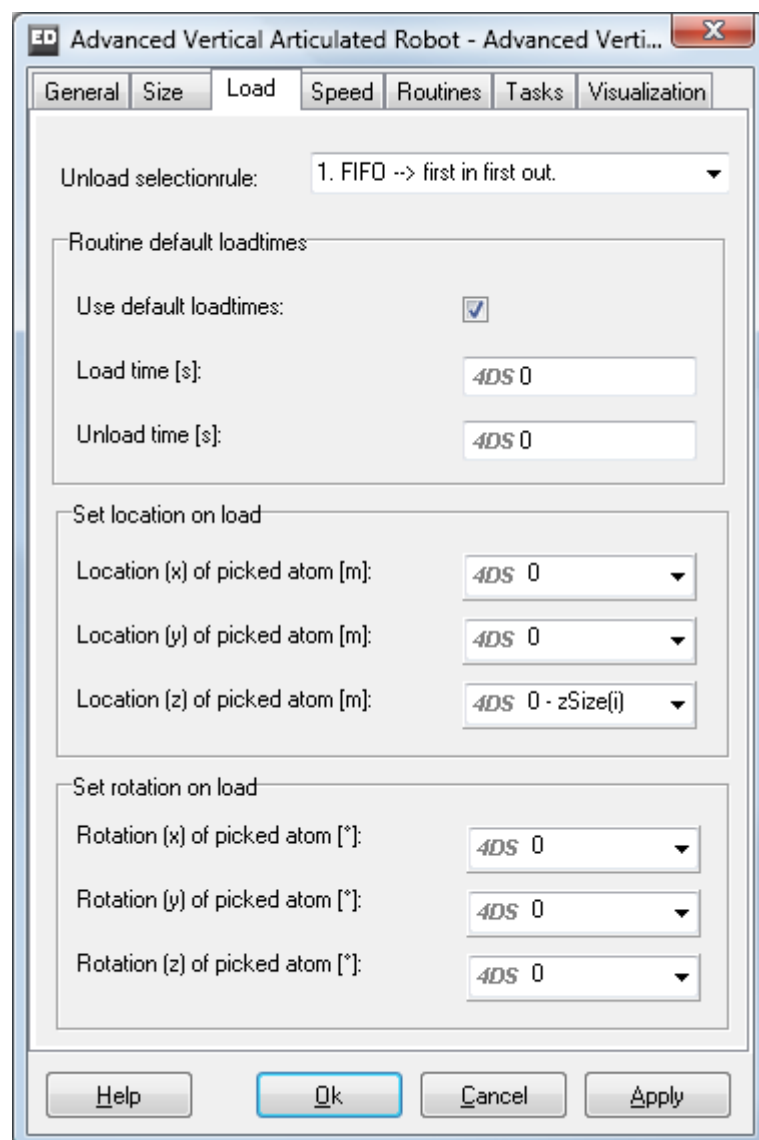 ED Advanced Vertical Articulated Robot - Advanced Verti... X
General Size Load Speed Routines Tasks Visualization
Unload selectionrule: 1. FIFO --> first in first out.
Routine default loadtimes
Use default loadtimes:
Load time [s]: 4DS 0
Unload time [s]: 4DS 0
Set location on load
Location (x) of picked atom [m]: 4DS 0
Location (y) of picked atom [m]: 4DS 0
Location (z) of picked atom [m]: 4DS 0 - zSize(i)
Set rotation on load
Rotation (x) of picked atom [°]: 4DS 0
Rotation (y) of picked atom [°]: 4DS 0
Rotation (z) of picked atom [°]: 4DS 0
Help Ok Cancel Apply